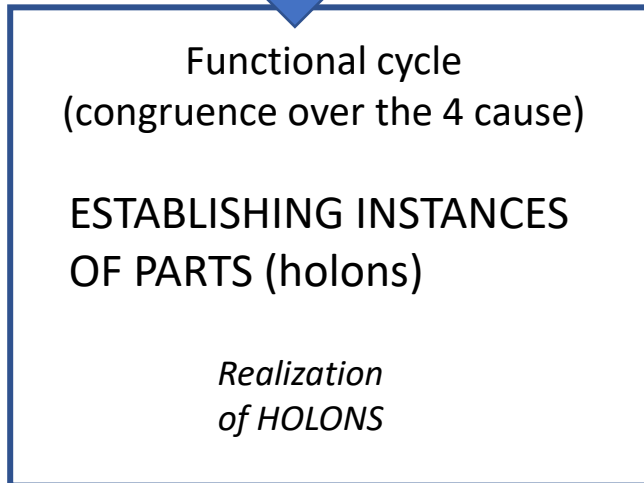 Functional cycle
(congruence over the 4 cause)
ESTABLISHING INSTANCES
OF PARTS (holons)
Realization
of HOLONS